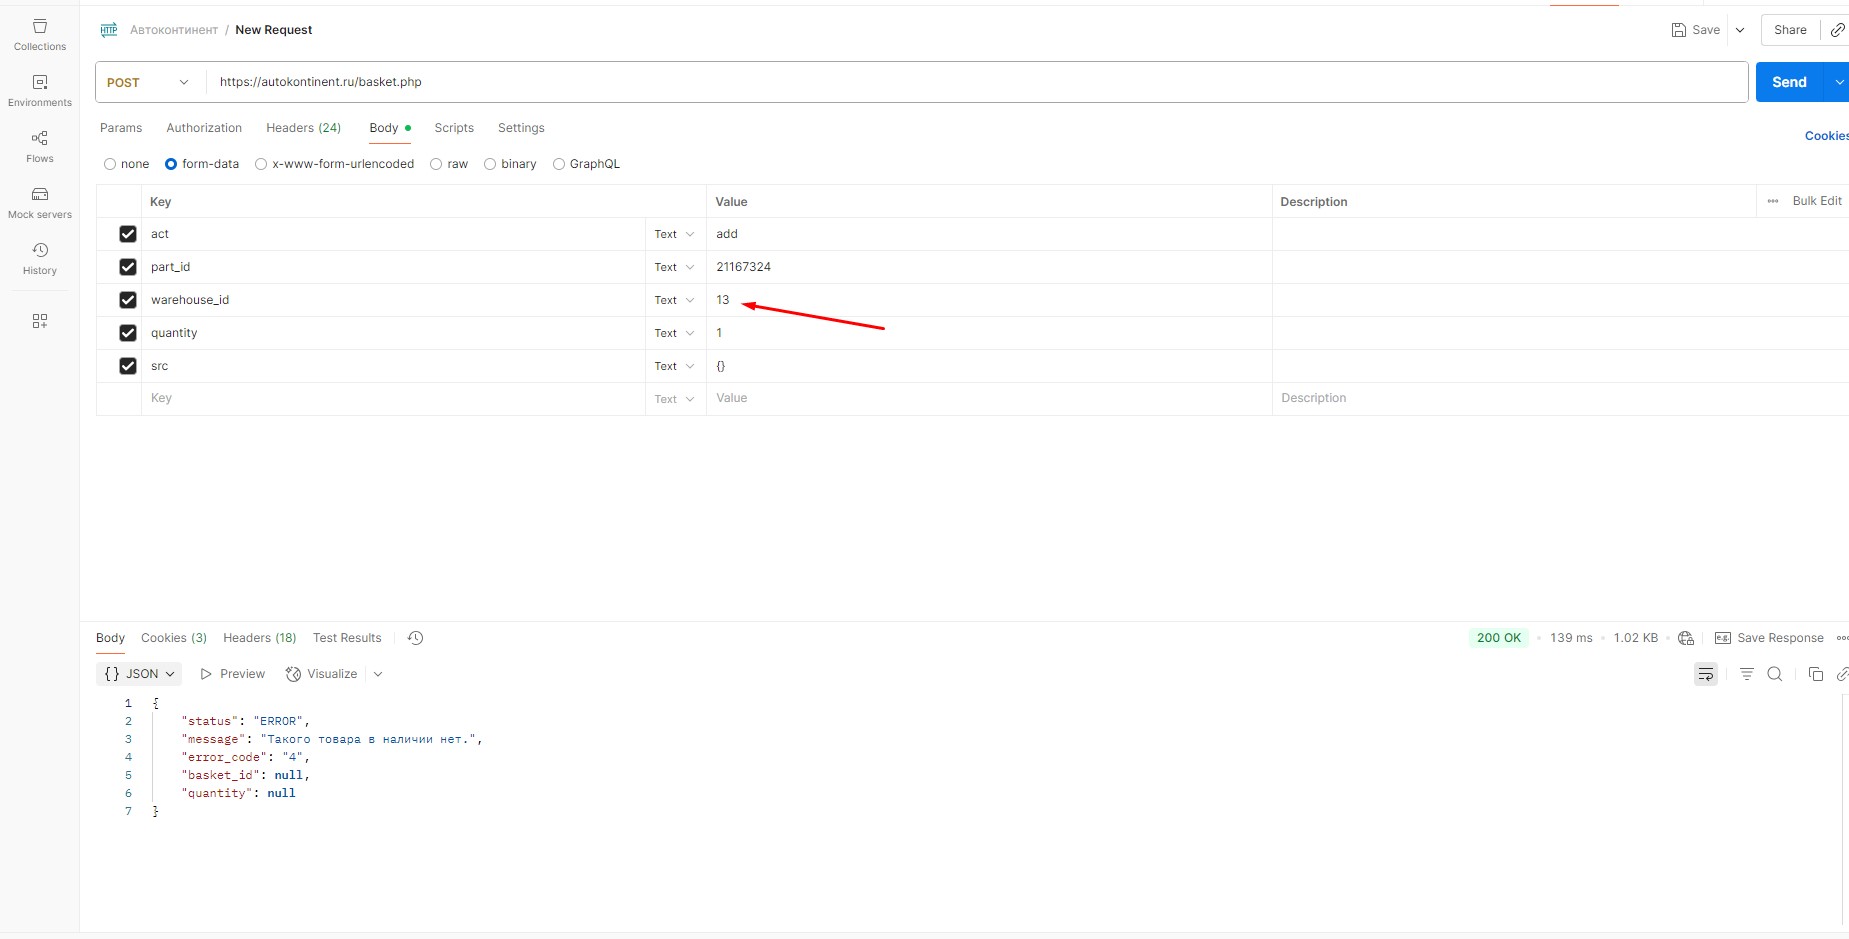 HTTP Автоконтинент / New Request Save Share
Collections
POST https://autokontinent.ru/basket.php Send
Environments
Params Authorization Headers (24) Body Scripts Settings Cookies
Flows
none form-data x-www-form-urlencoded raw binary GraphQL
Mock servers
Key Value Description Bulk Edit
act Text add
History
part_id Text 21167324
warehouse_id Text 13
quantity Text 1
src Text {}
Key Text Value Description
Body Cookies (3) Headers (18) Test Results 200 OK 139 ms 1.02 KB e.g. Save Response
{} JSON Preview Visualize
1 {
2 "status": "ERROR",
3 "message": "Такого товара в наличии нет.",
4 "error_code": "4",
5 "basket_id": null,
6 "quantity": null
7 }